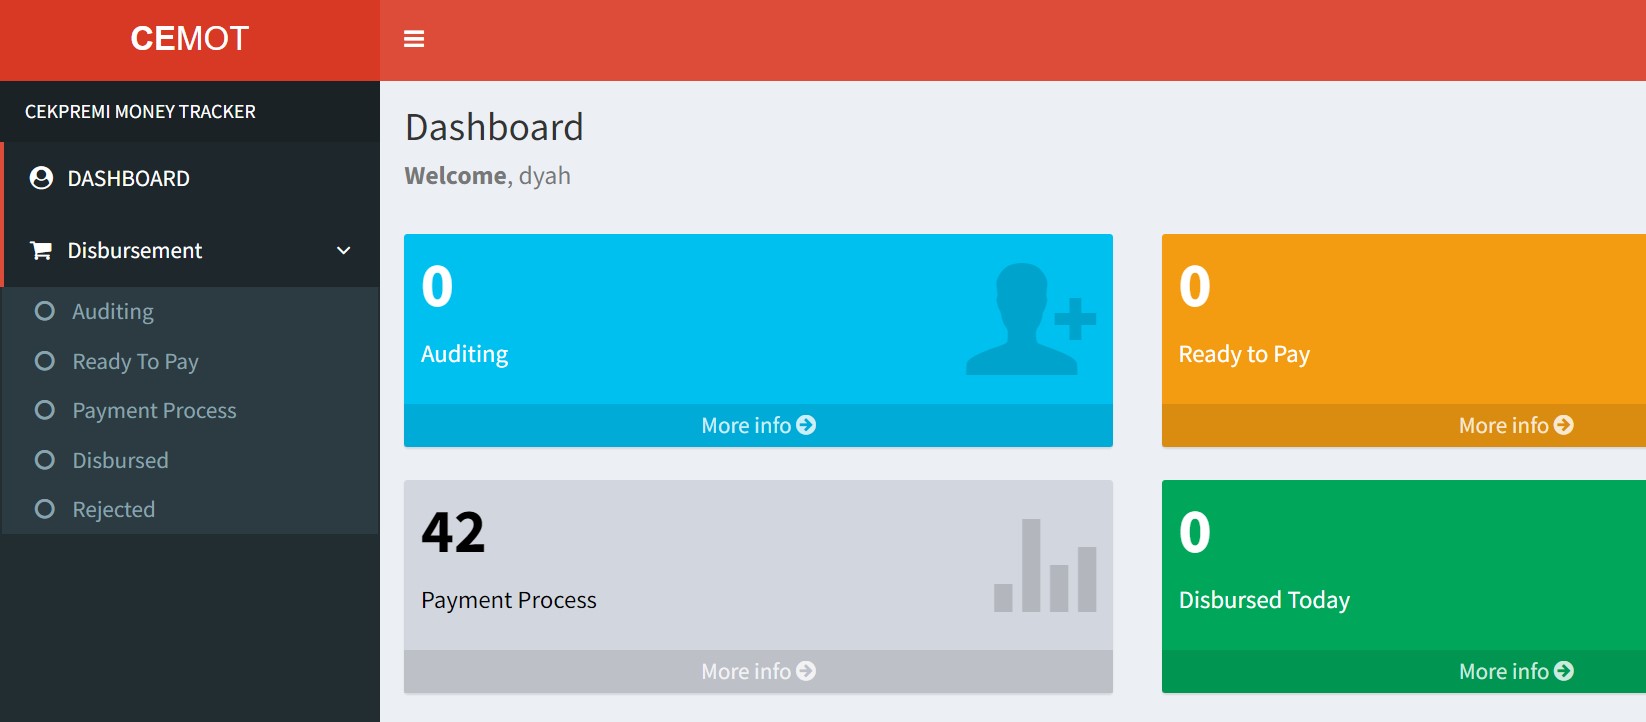 CEMOT
CEKPREMI MONEY TRACKER
DASHBOARD
Disbursement
Auditing
Ready To Pay
Payment Process
Disbursed
Rejected
Dashboard
Welcome, dyah
0
Auditing
More info
0
Ready to Pay
More info
42
Payment Process
More info
0
Disbursed Today
More info